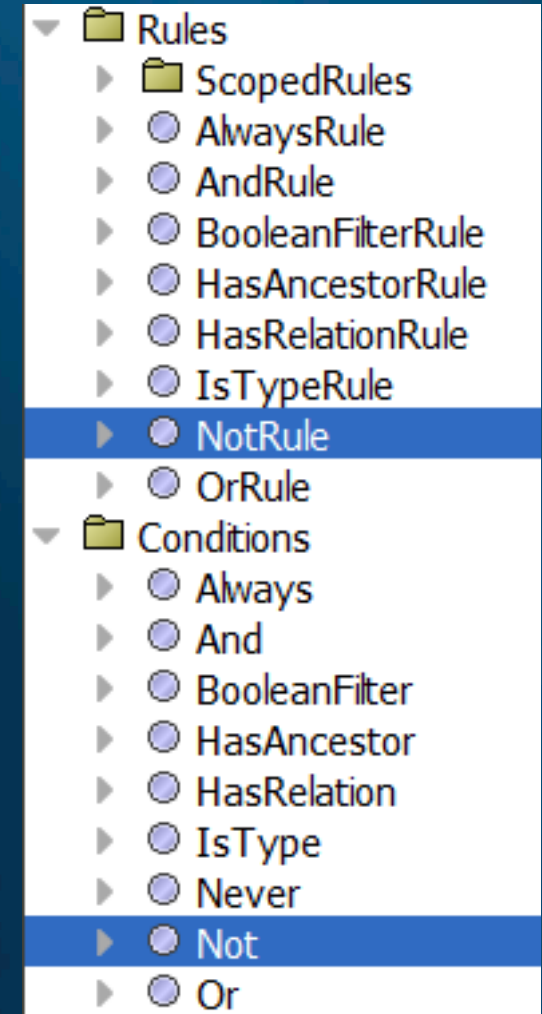 Rules
ScopedRules
AlwaysRule
AndRule
BooleanFilterRule
HasAncestorRule
HasRelationRule
IsTypeRule
NotRule
OrRule
Conditions
Always
And
BooleanFilter
HasAncestor
HasRelation
IsType
Never
Not
Or